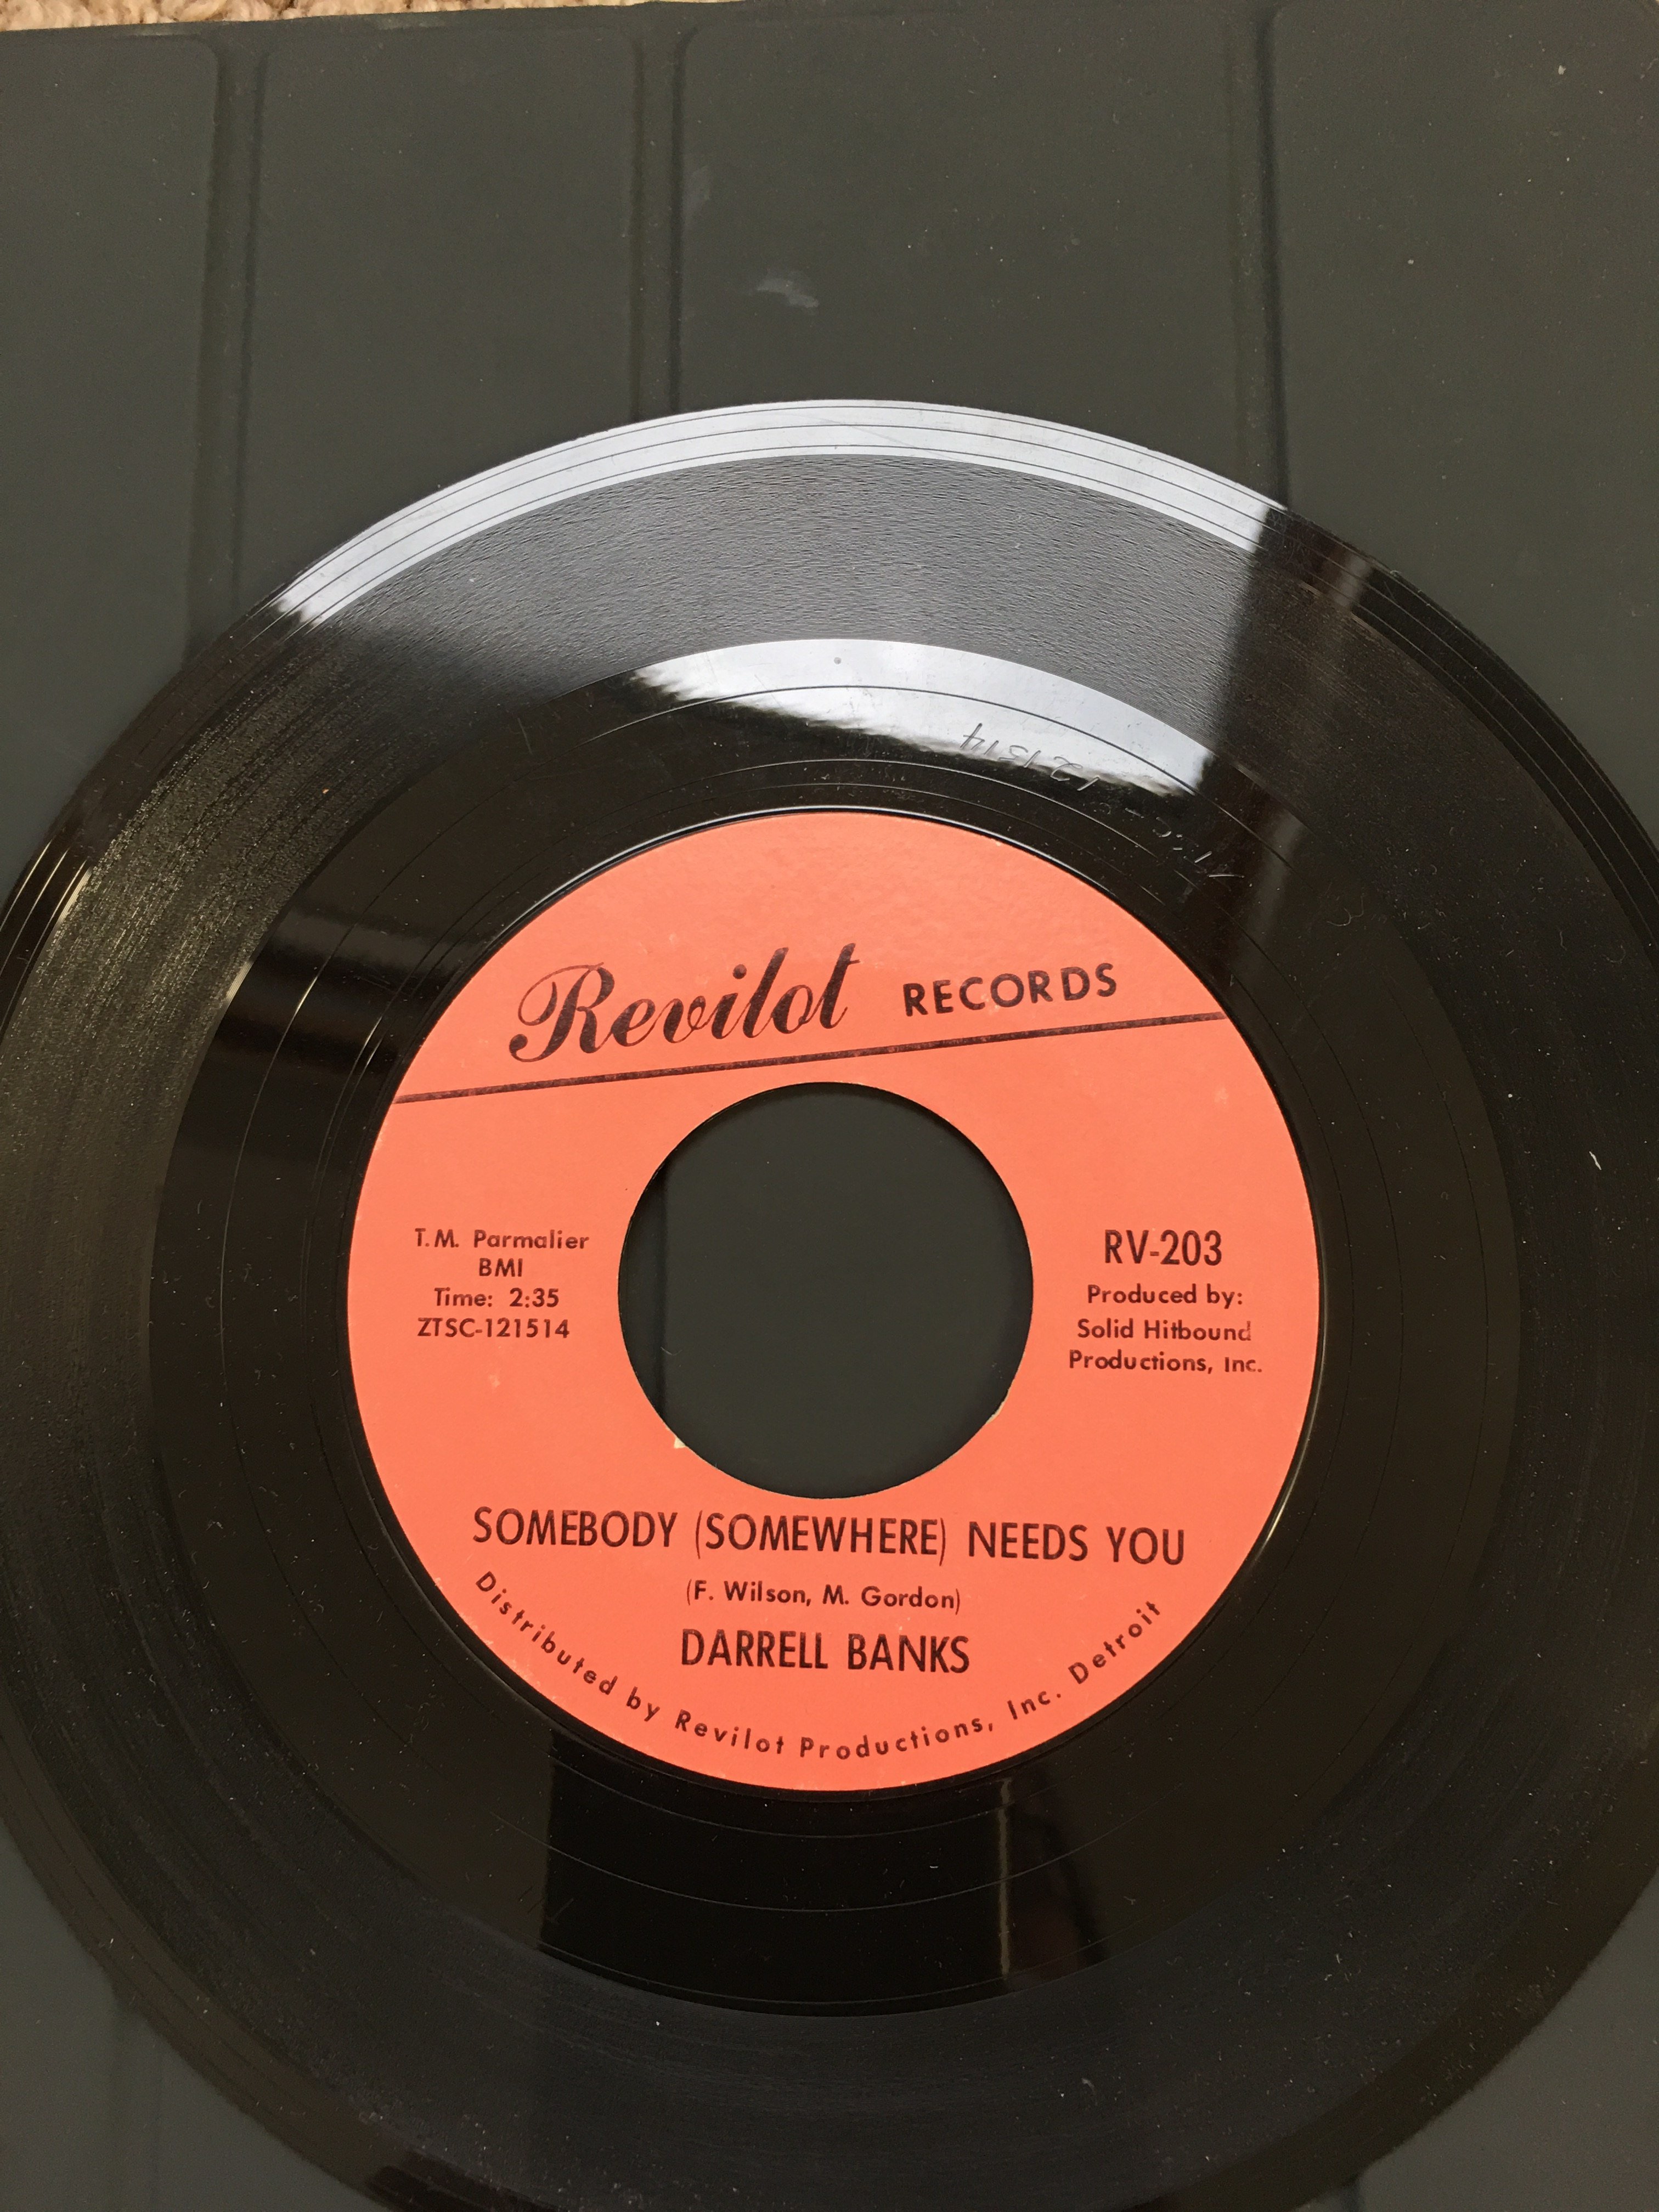 Revilot RECORDS
T.M. Parmalier
BMI
Time: 2:35
ZTSC-121514
RV-203
Produced by:
Solid Hitbound
Productions, Inc.
SOMEBODY (SOMEWHERE) NEEDS YOU
(F. Wilson, M. Gordon)
DARRELL BANKS
Distributed by Revilot Productions, Inc. Detroit